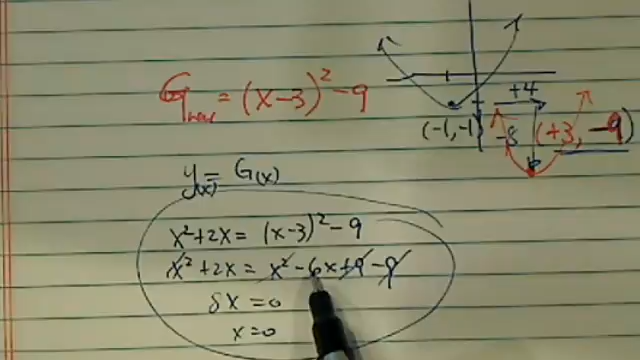 +4
G_new = (x-3)² - 9
(-1, -1) -8 (+3, -9)
y(x) = G(x)
x²+2x = (x-3)² - 9
x²+2x = x² - 6x + 9 - 9
8x = 0
x = 0